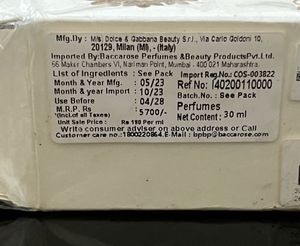 Mfg.By : M/s. Dolce & Gabbana Beauty S.r.l., Via Carlo Goldoni 10,
20129, Milan (MI), - (Italy)
Imported By:Baccarose Perfumes &Beauty ProductsPvt.Ltd.
66 Maker Chambers VI, Nariman Point, Mumbai - 400 021 Maharashtra.
List of Ingredients : See Pack Import Reg.No.:COS-003822
Month & Year Mfg. : 05/23 Ref No: I40200110000
Month & year Import : 10/23 Batch.No. : See Pack
Use Before : 04/28 Perfumes
M.R.P. Rs : 5700/- Net Content : 30 ml
(Incl.of all Taxes)
Unit Sale Price : Rs 190 Per ml
Write consumer adviser on above address or Call
Customer care no.:1800220864.E-Mail : bpbp@baccarose.com